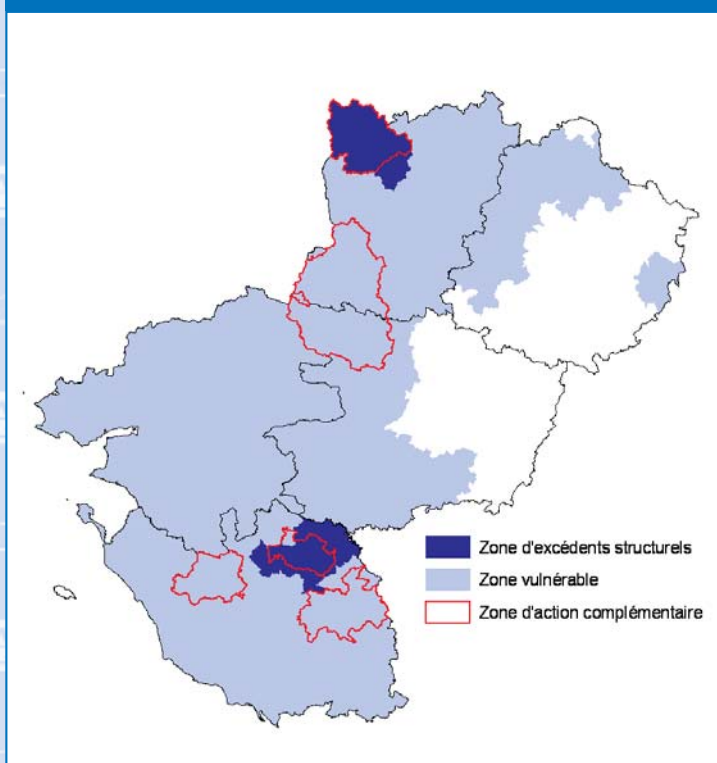 Zone d'excédents structurels
Zone vulnérable
Zone d'action complémentaire